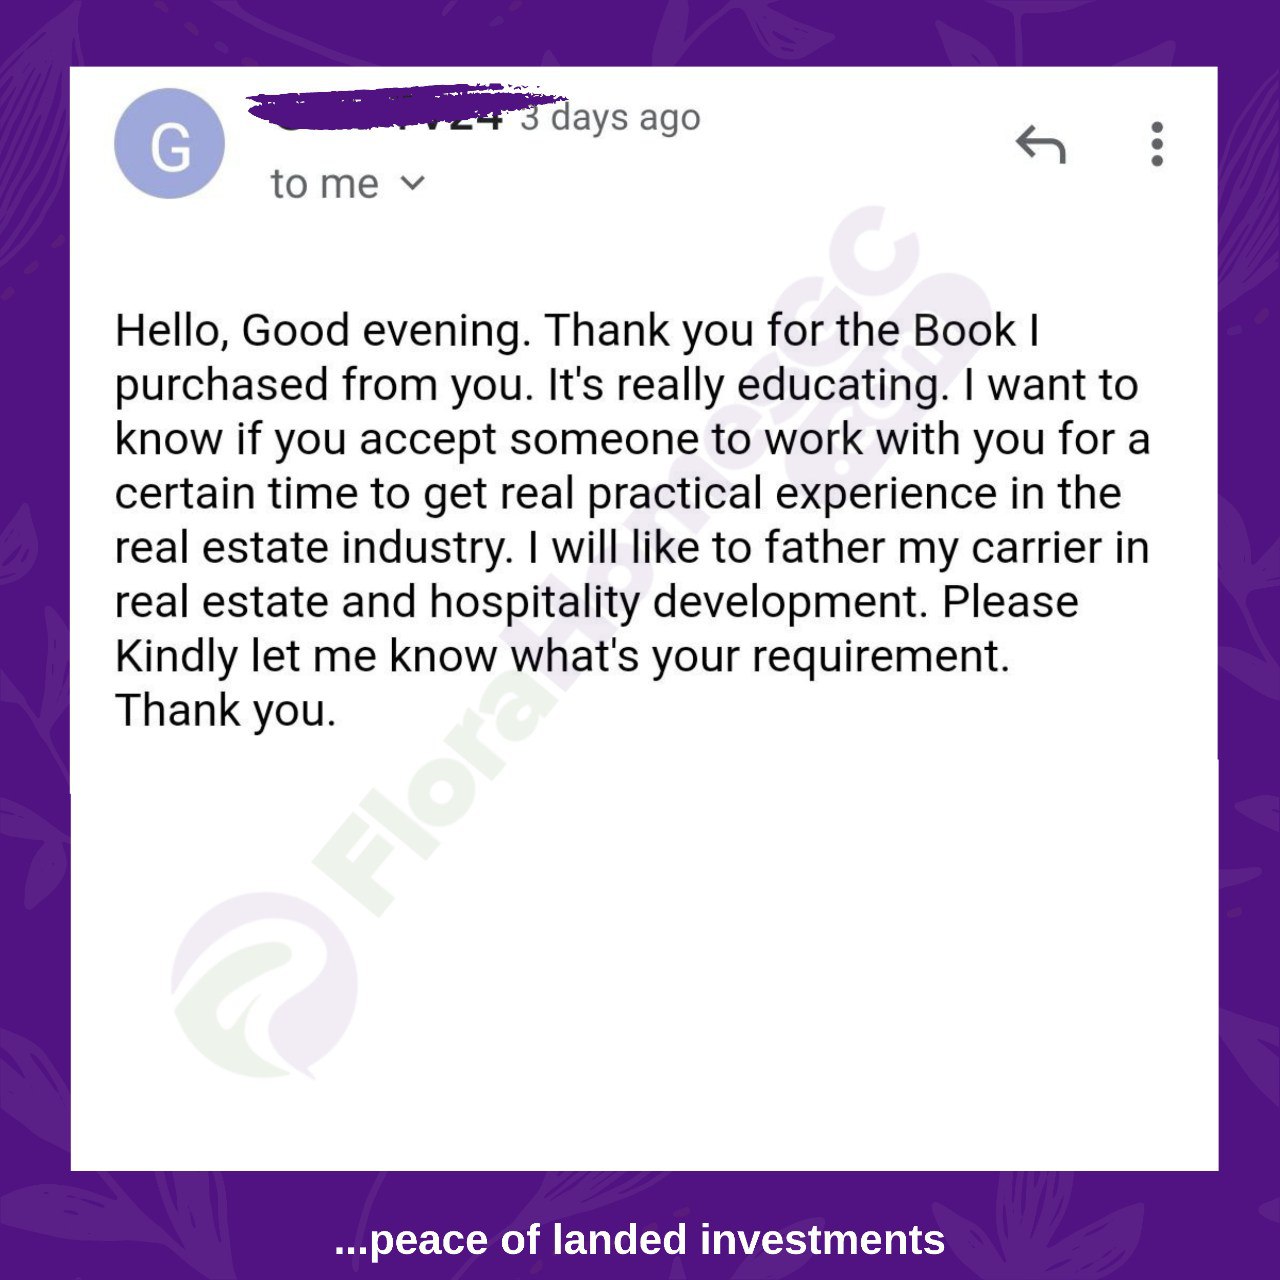 G
3 days ago
to me
Hello, Good evening. Thank you for the Book I
purchased from you. It's really educating. I want to
know if you accept someone to work with you for a
certain time to get real practical experience in the
real estate industry. I will like to father my carrier in
real estate and hospitality development. Please
Kindly let me know what's your requirement.
Thank you.
FloraHomesGC
.com
...peace of landed investments